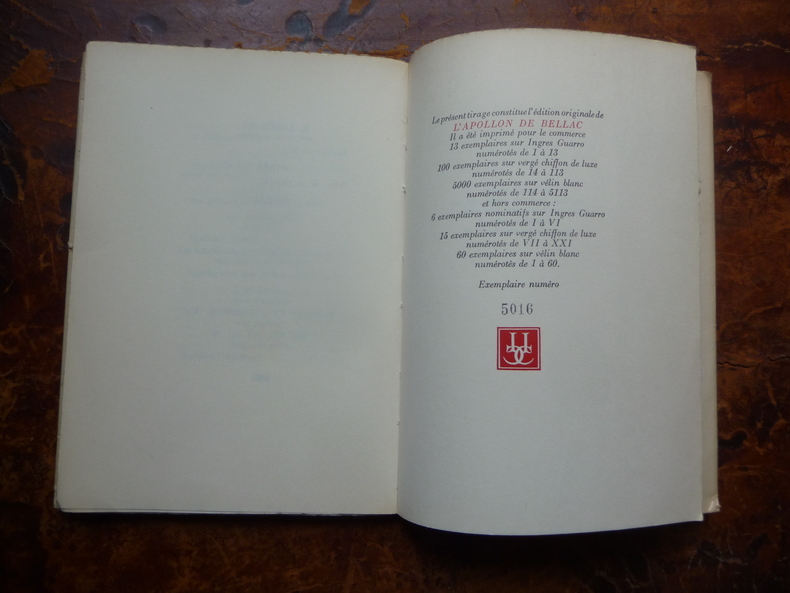 Le présent tirage constitue l'édition originale de
L'APOLLON DE BELLAC
Il a été imprimé pour le commerce
13 exemplaires sur Ingres Guarro
numérotés de 1 à 13
100 exemplaires sur vergé chiffon de luxe
numérotés de 14 à 113
5000 exemplaires sur vélin blanc
numérotés de 114 à 5113
et hors commerce :
6 exemplaires nominatifs sur Ingres Guarro
numérotés de I à VI
15 exemplaires sur vergé chiffon de luxe
numérotés de VII à XXI
60 exemplaires sur vélin blanc
numérotés de 1 à 60.
Exemplaire numéro
5016